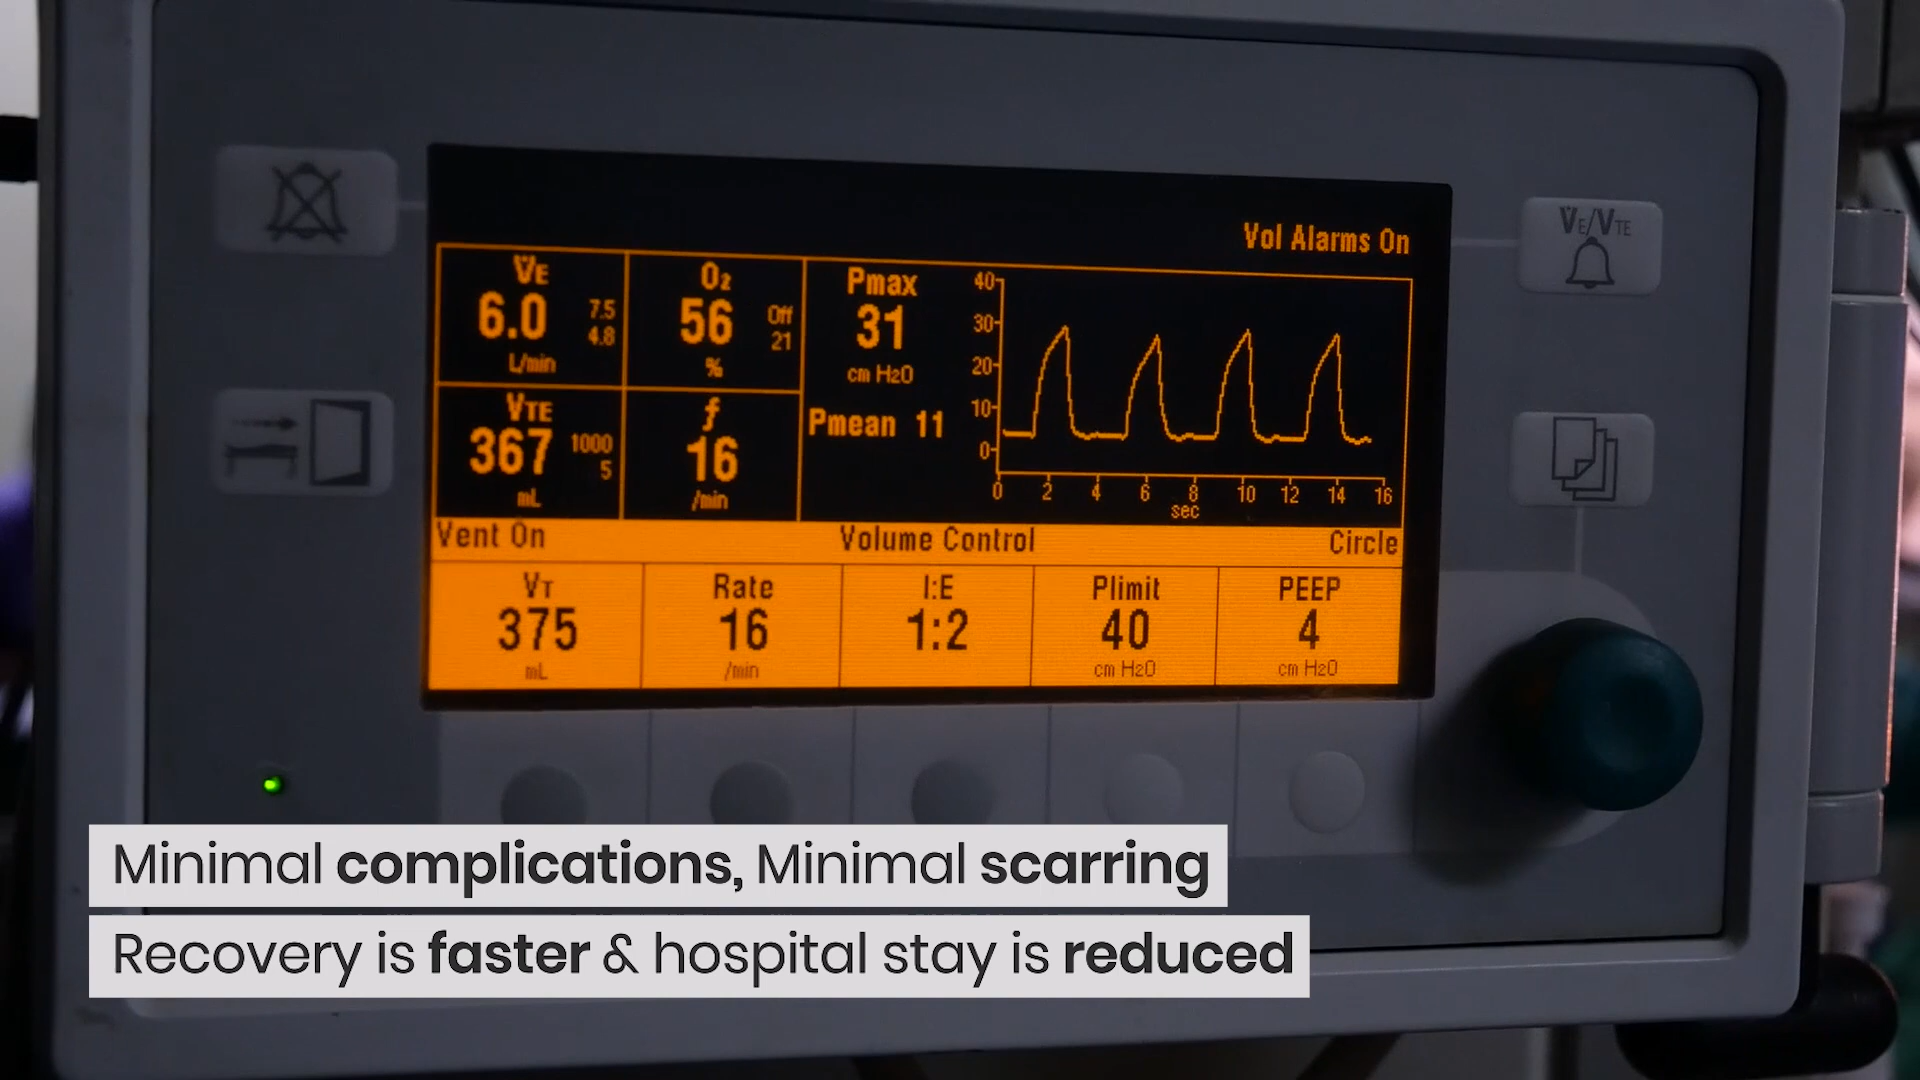 V̇E/VTE
Vol Alarms On
V̇E
6.0
7.5
4.8
L/min
O2
56
Off
21
%
Pmax
31
cm H2O
Pmean 11
40
30
20
10
0
0 2 4 6 8 10 12 14 16
sec
VTE
367
1000
5
mL
f
16
/min
Vent On
Volume Control
Circle
VT
375
mL
Rate
16
/min
I:E
1:2
Plimit
40
cm H2O
PEEP
4
cm H2O
Minimal complications, Minimal scarring
Recovery is faster & hospital stay is reduced